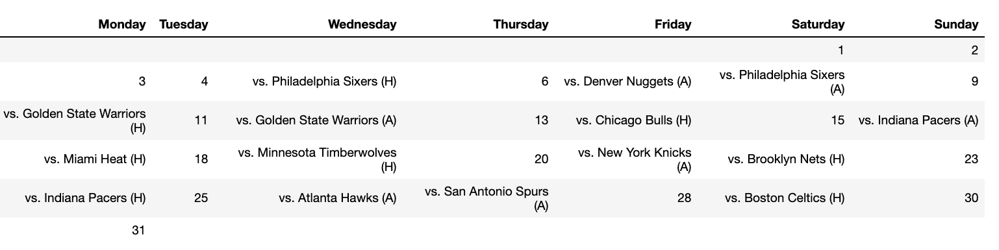 Monday Tuesday Wednesday Thursday Friday Saturday Sunday
1 2
3 4 vs. Philadelphia Sixers (H) 6 vs. Denver Nuggets (A) vs. Philadelphia Sixers (A) 9
vs. Golden State Warriors (H) 11 vs. Golden State Warriors (A) 13 vs. Chicago Bulls (H) 15 vs. Indiana Pacers (A)
vs. Miami Heat (H) 18 vs. Minnesota Timberwolves (H) 20 vs. New York Knicks (A) vs. Brooklyn Nets (H) 23
vs. Indiana Pacers (H) 25 vs. Atlanta Hawks (A) vs. San Antonio Spurs (A) 28 vs. Boston Celtics (H) 30
31